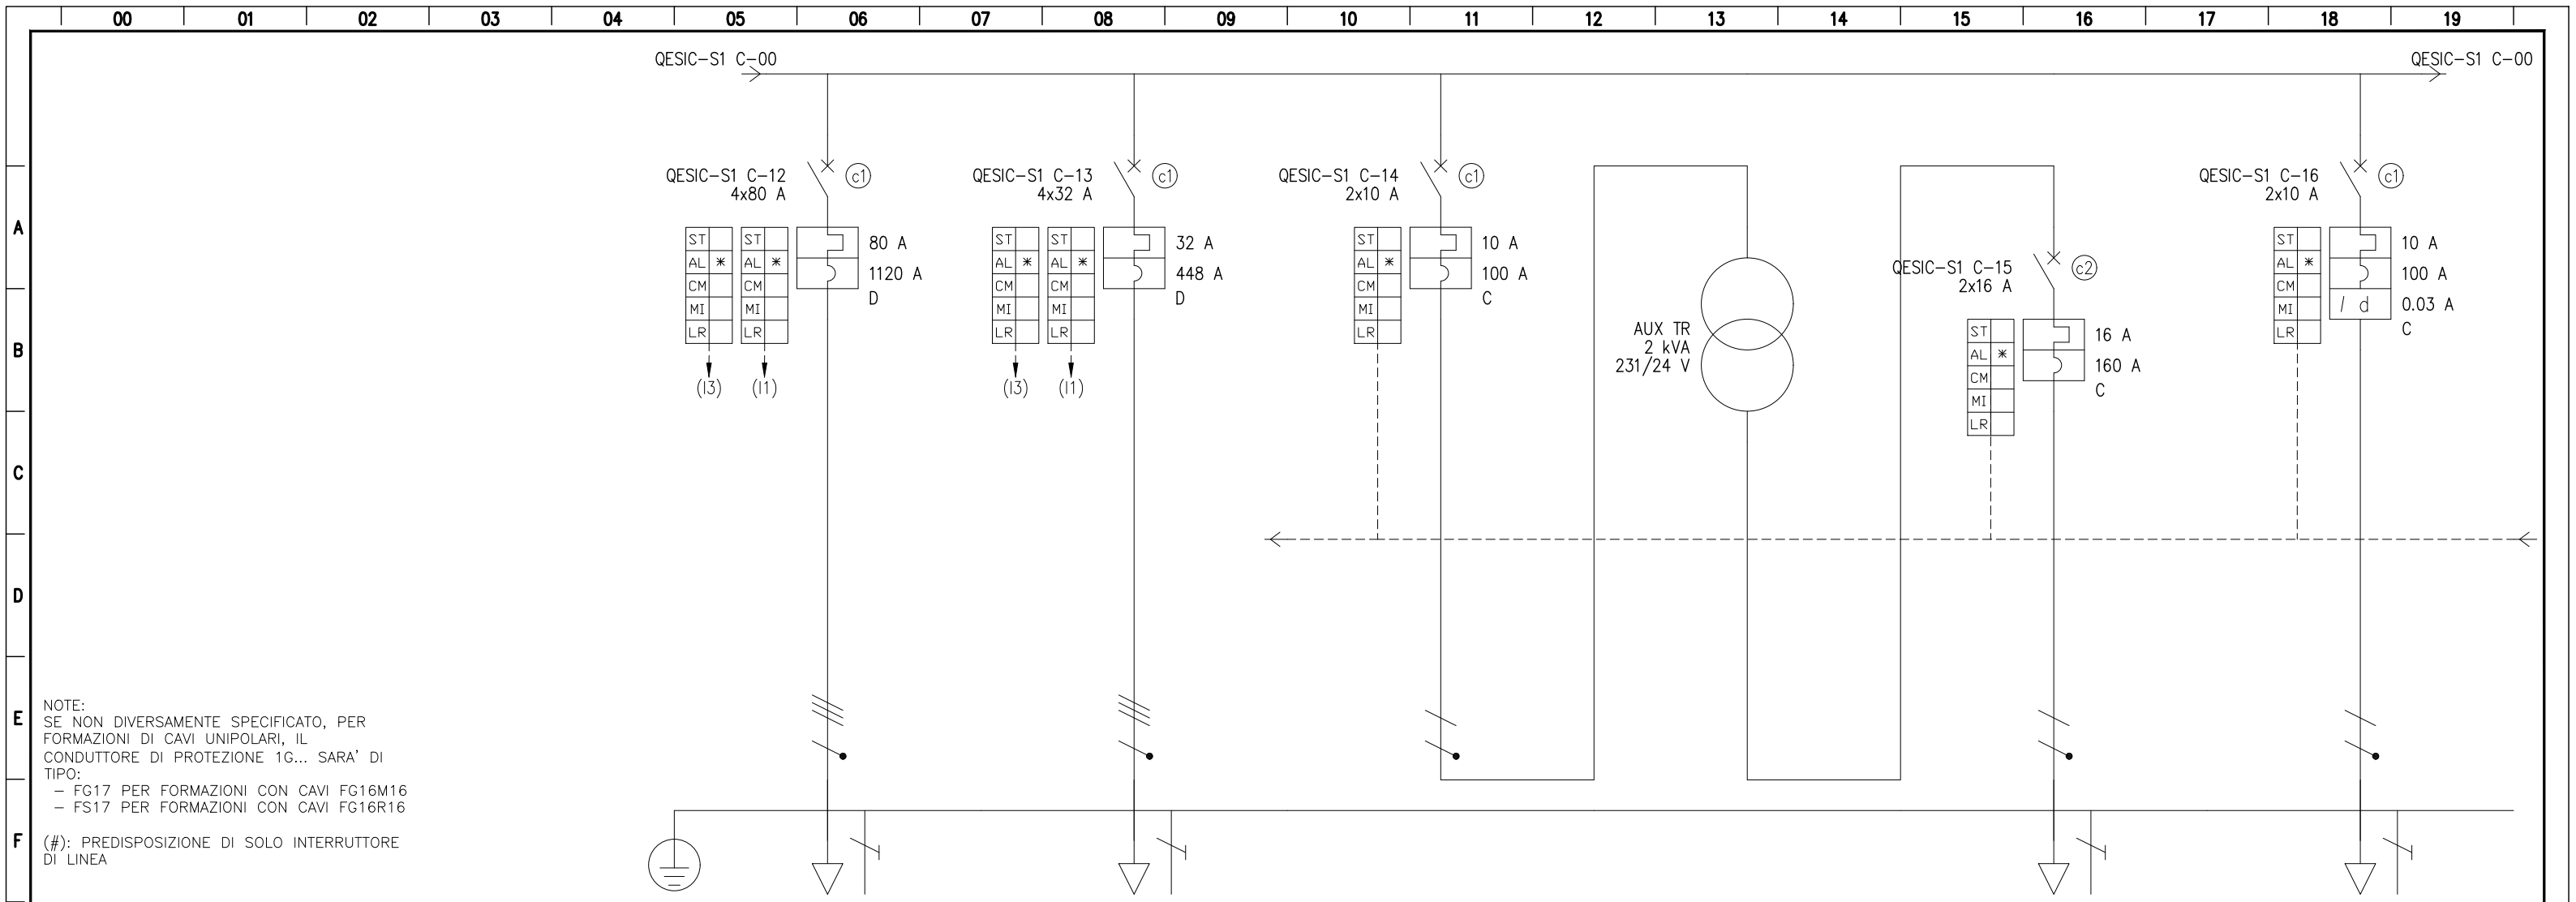 00 01 02 03 04 05 06 07 08 09 10 11 12 13 14 15 16 17 18 19
QESIC-S1 C-00
QESIC-S1 C-00
A
B
C
D
E
F
QESIC-S1 C-12
4x80 A
c1
ST
AL *
CM
MI
LR
(I3)
ST
AL *
CM
MI
LR
(I1)
80 A
1120 A
D
QESIC-S1 C-13
4x32 A
c1
ST
AL *
CM
MI
LR
(I3)
ST
AL *
CM
MI
LR
(I1)
32 A
448 A
D
QESIC-S1 C-14
2x10 A
c1
ST
AL *
CM
MI
LR
10 A
100 A
C
AUX TR
2 kVA
231/24 V
QESIC-S1 C-15
2x16 A
c2
ST
AL *
CM
MI
LR
16 A
160 A
C
QESIC-S1 C-16
2x10 A
c1
ST
AL *
CM
MI
LR
10 A
100 A
I d
0.03 A
C
NOTE:
SE NON DIVERSAMENTE SPECIFICATO, PER
FORMAZIONI DI CAVI UNIPOLARI, IL
CONDUTTORE DI PROTEZIONE 1G... SARA' DI
TIPO:
- FG17 PER FORMAZIONI CON CAVI FG16M16
- FS17 PER FORMAZIONI CON CAVI FG16R16
(#): PREDISPOSIZIONE DI SOLO INTERRUTTORE
DI LINEA